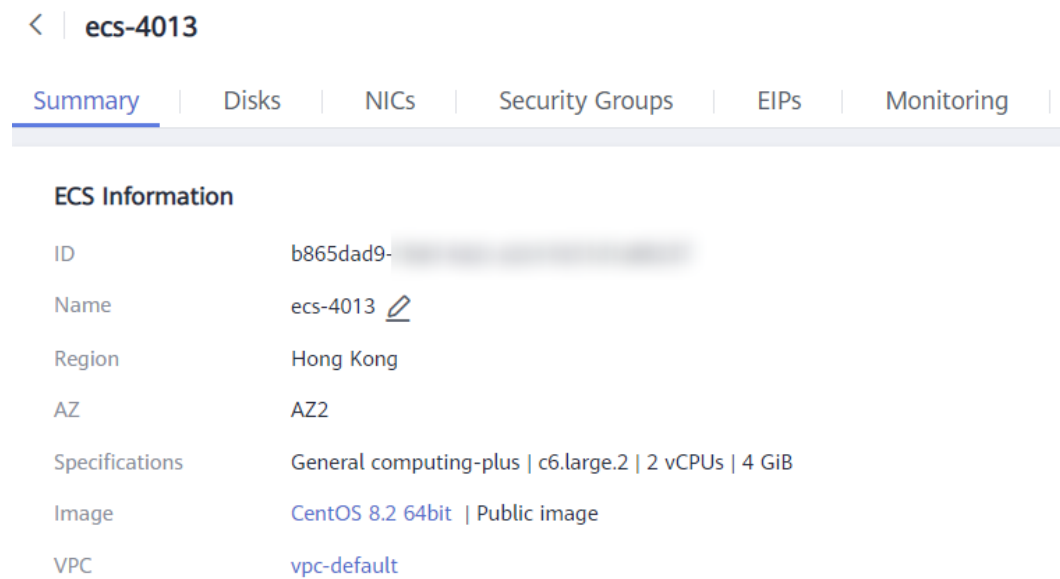 ecs-4013
Summary Disks NICs Security Groups EIPs Monitoring
ECS Information
ID b865dad9-
Name ecs-4013
Region Hong Kong
AZ AZ2
Specifications General computing-plus | c6.large.2 | 2 vCPUs | 4 GiB
Image CentOS 8.2 64bit | Public image
VPC vpc-default